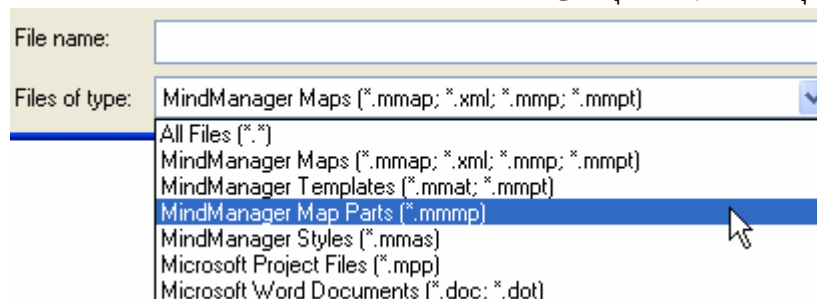 File name:
Files of type: MindManager Maps (*.mmap; *.xml; *.mmp; *.mmpt)
All Files (*.*)
MindManager Maps (*.mmap; *.xml; *.mmp; *.mmpt)
MindManager Templates (*.mmat; *.mmpt)
MindManager Map Parts (*.mmmp)
MindManager Styles (*.mmas)
Microsoft Project Files (*.mpp)
Microsoft Word Documents (*.doc; *.dot)